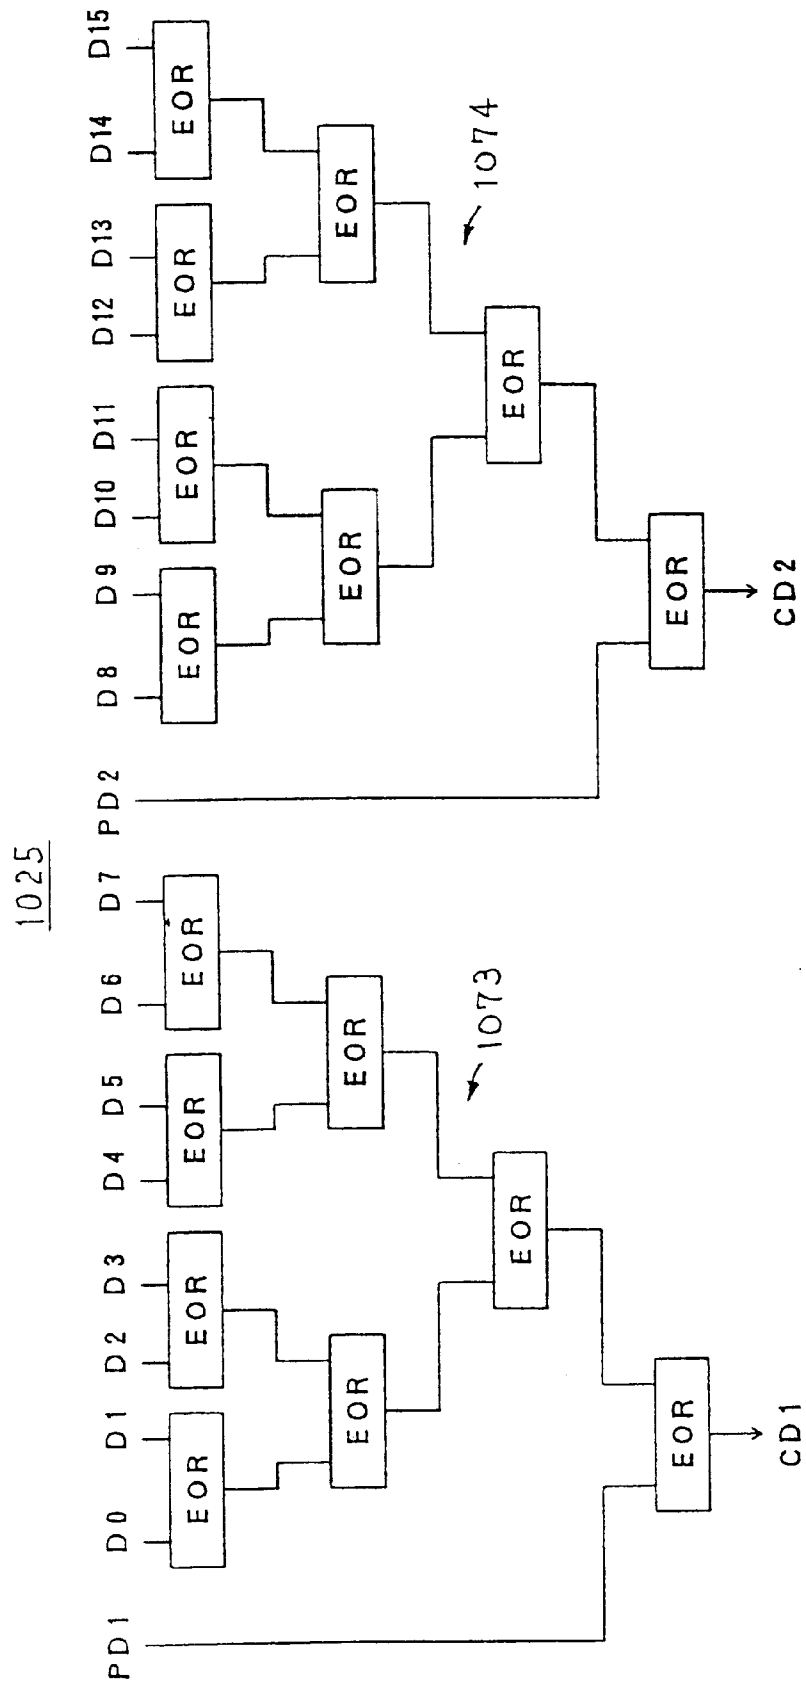 1025
PD1 D0 D1 D2 D3 D4 D5 D6 D7 PD2 D8 D9 D10 D11 D12 D13 D14 D15
EOR EOR EOR EOR EOR EOR EOR EOR
EOR EOR EOR EOR
1073 1074
EOR EOR
EOR EOR
CD1 CD2